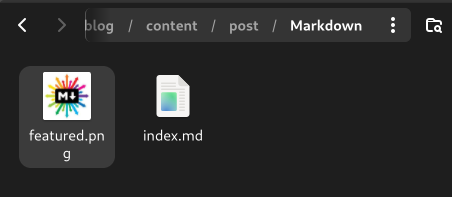 blog / content / post / Markdown
M
featured.pn
g
index.md